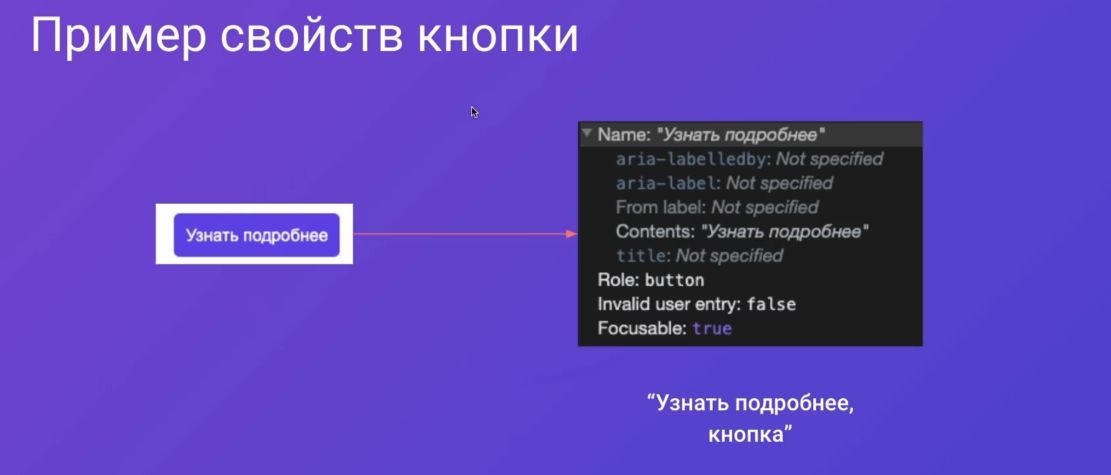 Пример свойств кнопки
Узнать подробнее
Name: "Узнать подробнее"
aria-labelledby: Not specified
aria-label: Not specified
From label: Not specified
Contents: "Узнать подробнее"
title: Not specified
Role: button
Invalid user entry: false
Focusable: true
“Узнать подробнее,
кнопка”